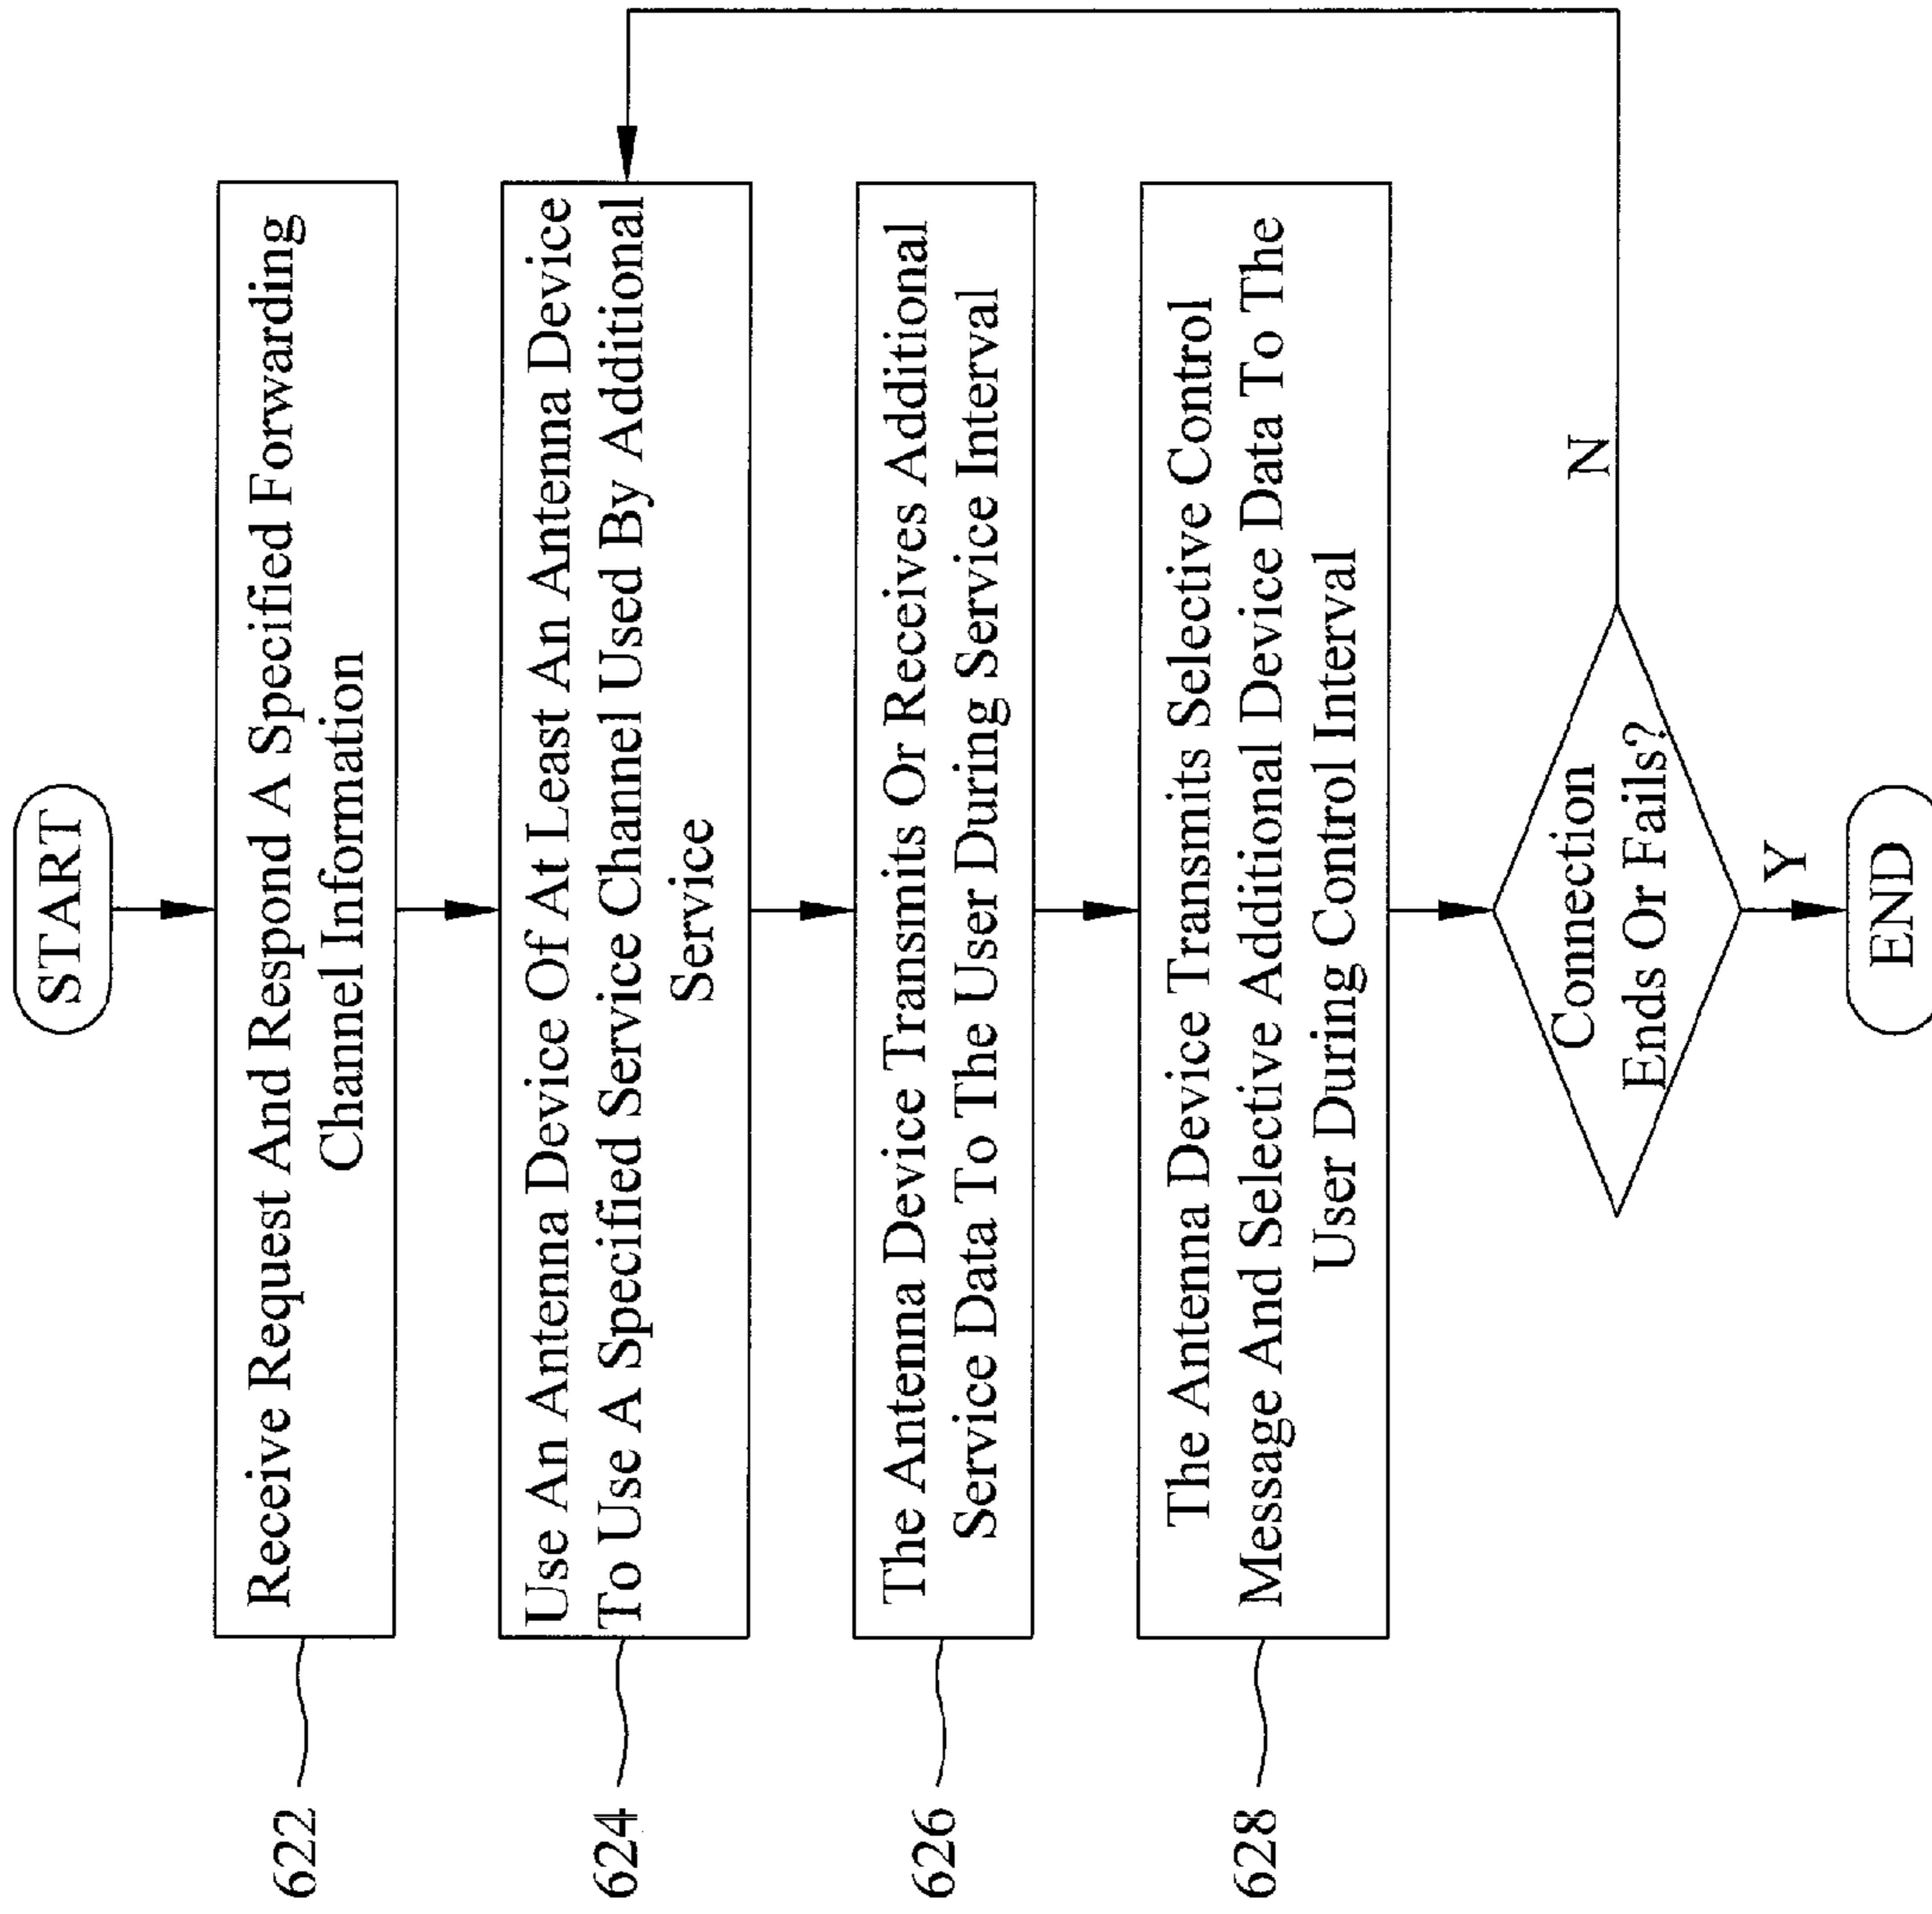 START
622
Receive Request And Respond A Specified Forwarding
Channel Information
624
Use An Antenna Device Of At Least An Antenna Device
To Use A Specified Service Channel Used By Additional
Service
626
The Antenna Device Transmits Or Receives Additional
Service Data To The User During Service Interval
628
The Antenna Device Transmits Selective Control
Message And Selective Additional Device Data To The
User During Control Interval
Connection
Ends Or Fails?
N
Y
END